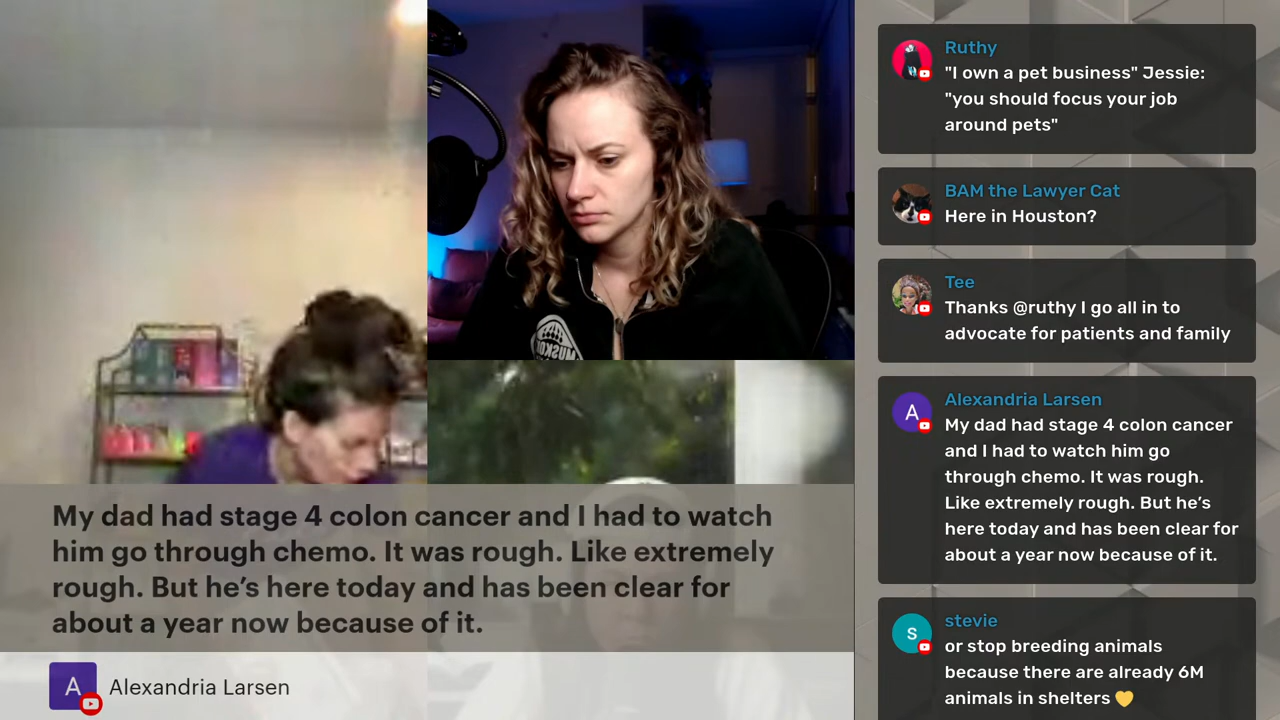 Ruthy
"I own a pet business" Jessie:
"you should focus your job
around pets"
BAM the Lawyer Cat
Here in Houston?
Tee
Thanks @ruthy I go all in to
advocate for patients and family
A
Alexandria Larsen
My dad had stage 4 colon cancer
and I had to watch him go
through chemo. It was rough.
Like extremely rough. But he’s
here today and has been clear for
about a year now because of it.
s
stevie
or stop breeding animals
because there are already 6M
animals in shelters 💛
My dad had stage 4 colon cancer and I had to watch
him go through chemo. It was rough. Like extremely
rough. But he’s here today and has been clear for
about a year now because of it.
A
Alexandria Larsen